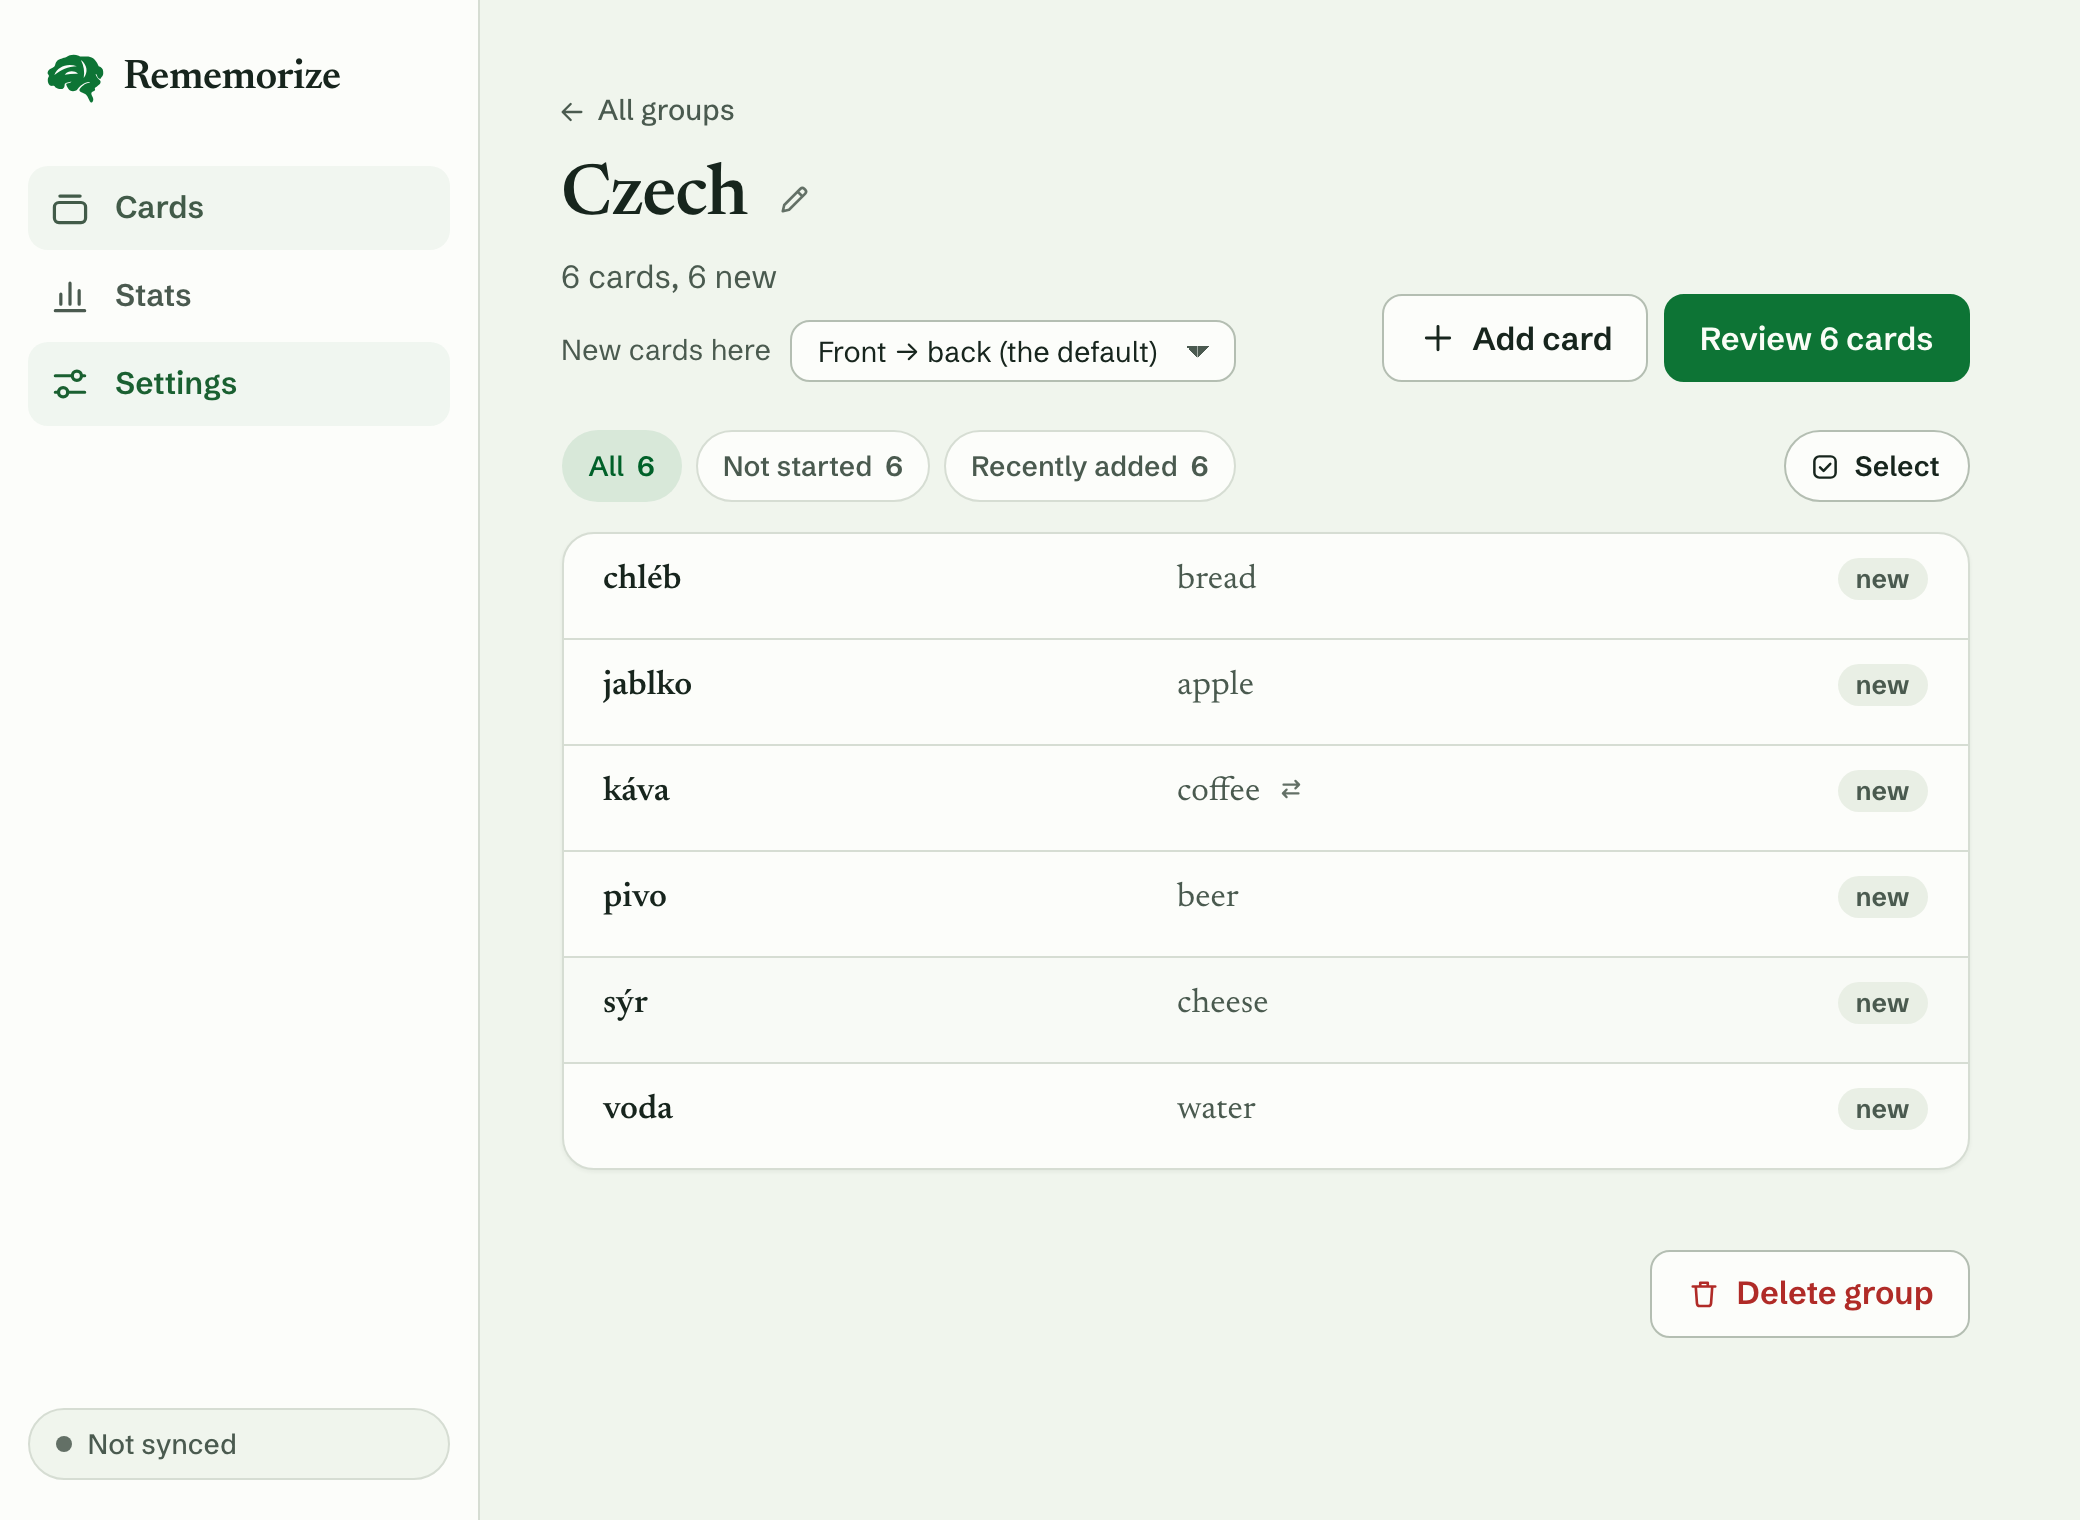 Rememorize
Cards
Stats
Settings
Not synced
← All groups
Czech
6 cards, 6 new
New cards here
Front → back (the default)
+ Add card
Review 6 cards
All 6
Not started 6
Recently added 6
Select
chléb bread new
jablko apple new
káva coffee ⇄ new
pivo beer new
sýr cheese new
voda water new
Delete group